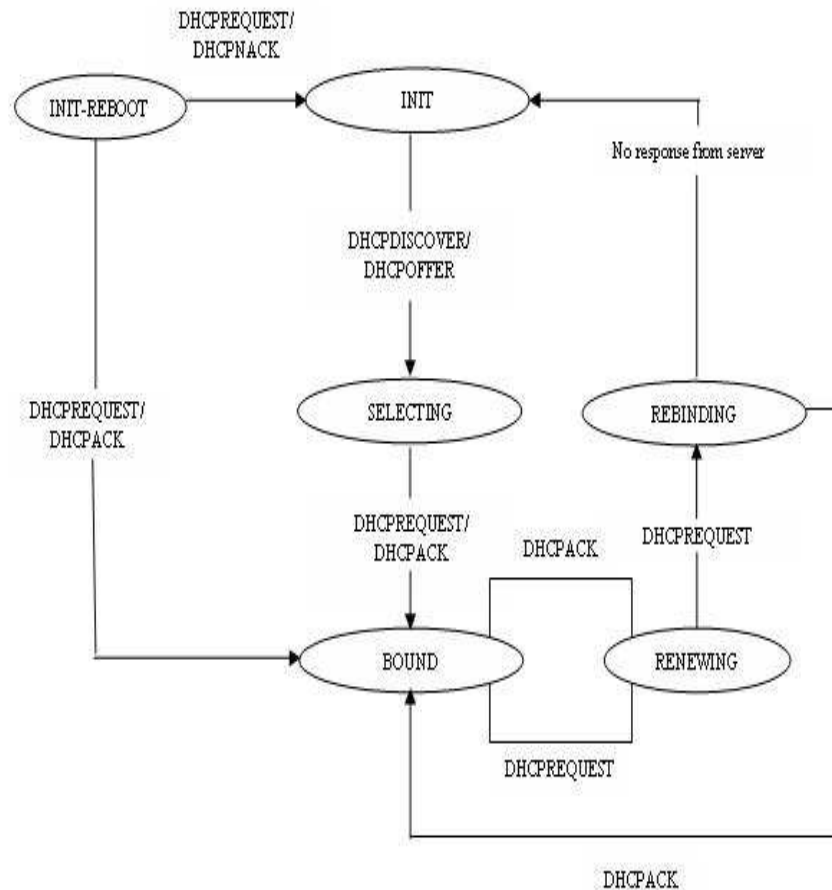 DHCPREQUEST/
DHCPNACK
INIT-REBOOT
INIT
No response from server
DHCPDISCOVER/
DHCPOFFER
DHCPREQUEST/
DHCPACK
SELECTING
REBINDING
DHCPREQUEST/
DHCPACK
DHCPACK
DHCPREQUEST
BOUND
RENEWING
DHCPREQUEST
DHCPACK